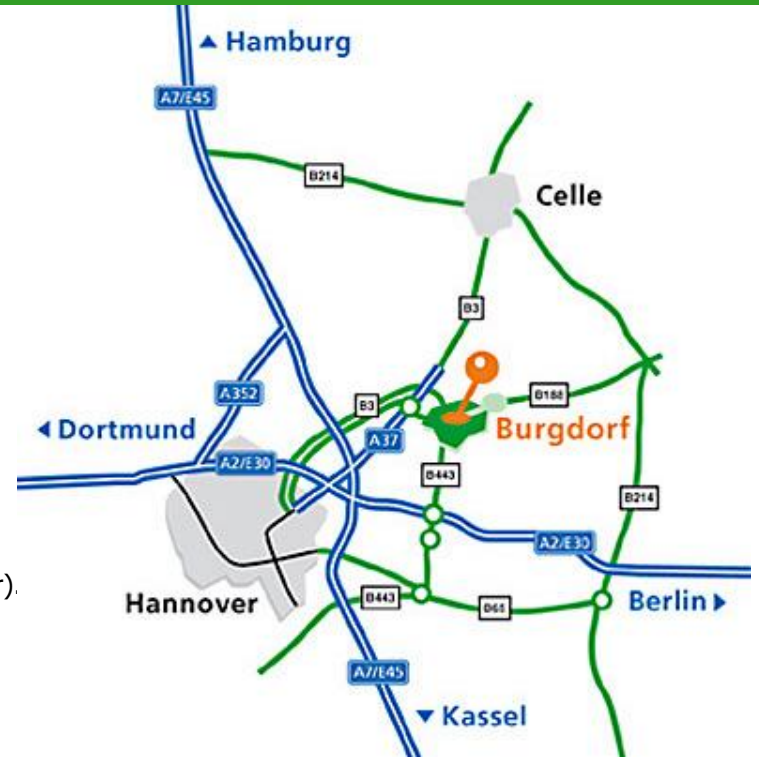 ▲ Hamburg
A7/E45
B214
Celle
B3
A352
B3
B188
◀ Dortmund
A37
Burgdorf
A2/E30
B443
B214
A2/E30
r).
Hannover
B443
B65
Berlin ▶
A7/E45
▼ Kassel